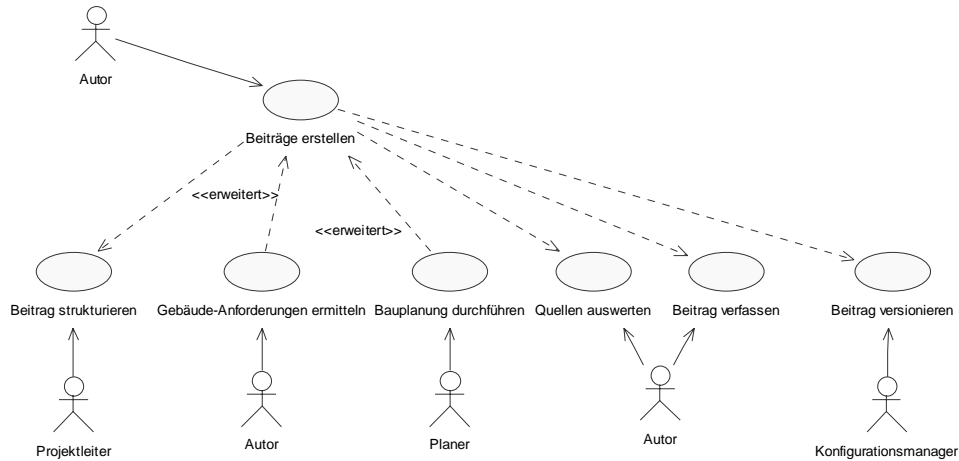 Autor
Beiträge erstellen
<<erweitert>>
<<erweitert>>
Beitrag strukturieren
Gebäude-Anforderungen ermitteln
Bauplanung durchführen
Quellen auswerten
Beitrag verfassen
Beitrag versionieren
Projektleiter
Autor
Planer
Autor
Konfigurationsmanager